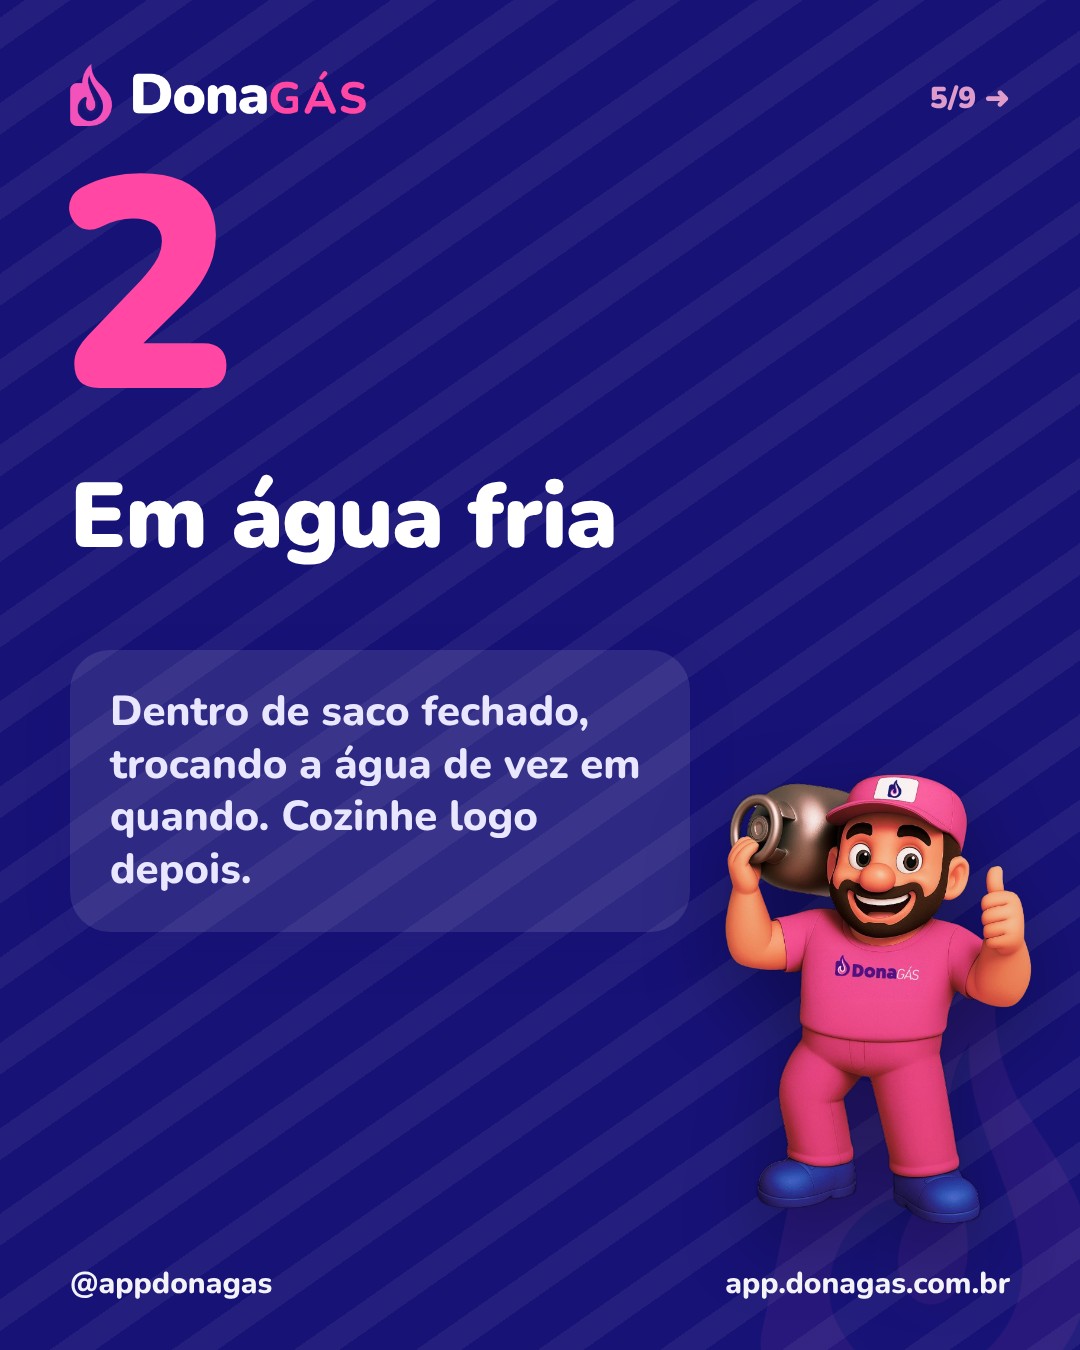 DonaGÁS
5/9 →
2
Em água fria
Dentro de saco fechado,
trocando a água de vez em
quando. Cozinhe logo
depois.
DonaGÁS
@appdonagas
app.donagas.com.br